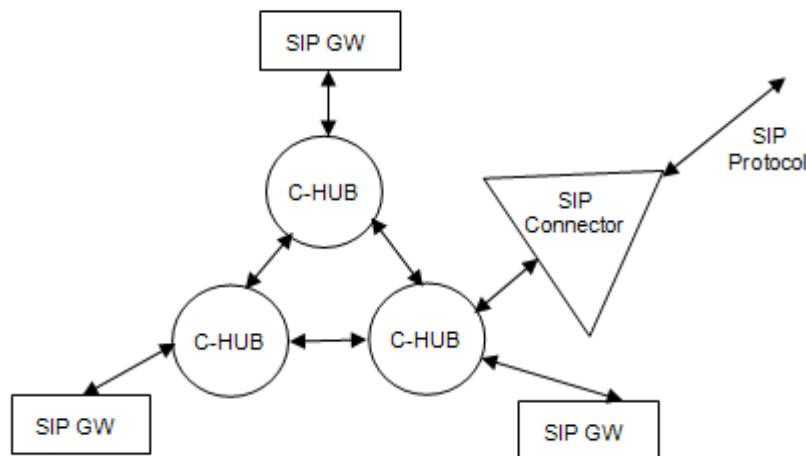 SIP GW
SIP
Protocol
C-HUB
SIP
Connector
C-HUB
C-HUB
SIP GW
SIP GW